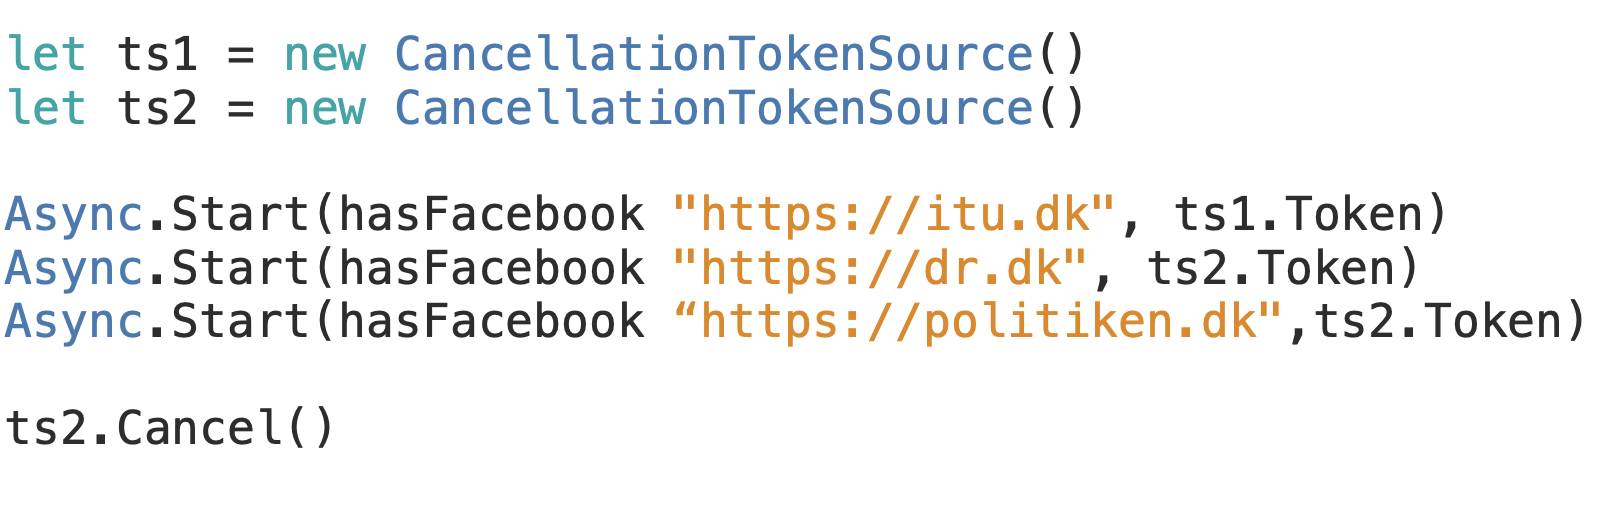 let ts1 = new CancellationTokenSource()
let ts2 = new CancellationTokenSource()
Async.Start(hasFacebook "https://itu.dk", ts1.Token)
Async.Start(hasFacebook "https://dr.dk", ts2.Token)
Async.Start(hasFacebook “https://politiken.dk",ts2.Token)
ts2.Cancel()